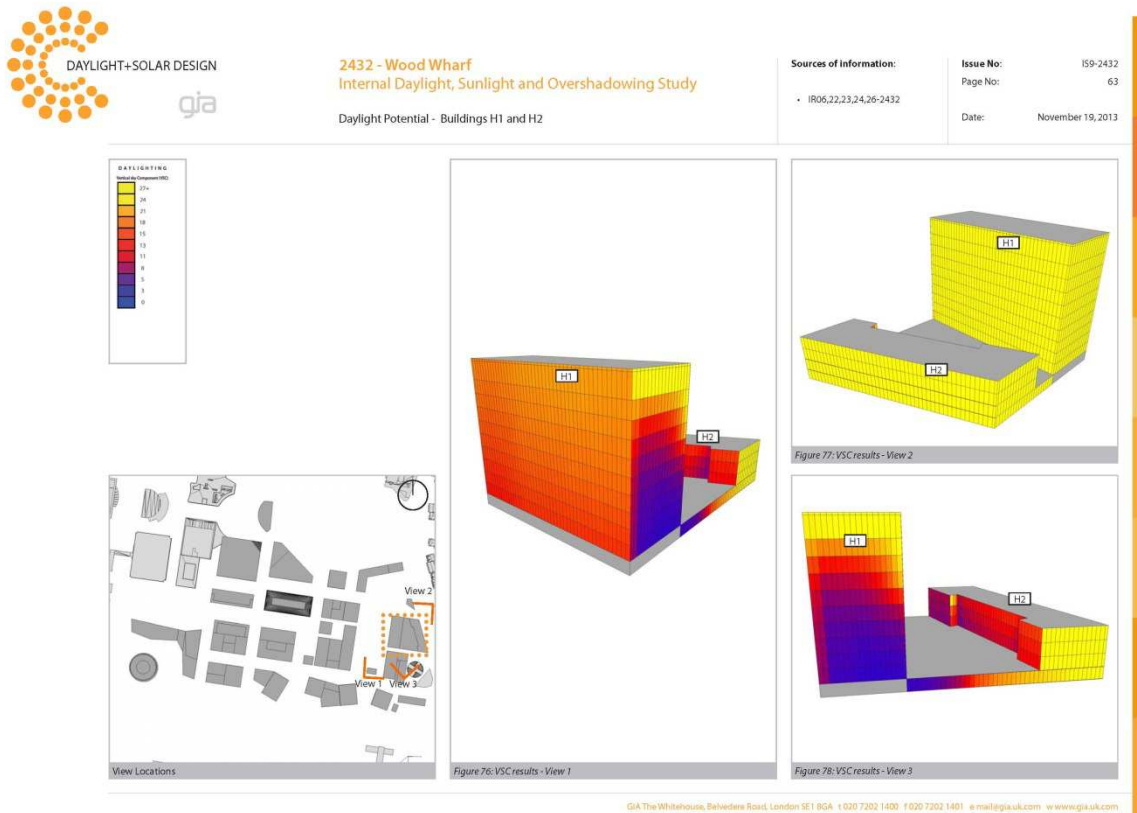 DAYLIGHT+SOLAR DESIGN
gia
2432 - Wood Wharf
Internal Daylight, Sunlight and Overshadowing Study
Daylight Potential - Buildings H1 and H2
Sources of information:
• IR06,22,23,24,26-2432
Issue No: IS9-2432
Page No: 63
Date: November 19, 2013
DAYLIGHTING
Vertical Sky Component (VSC)
27+
24
21
18
15
13
11
8
5
3
0
View 2
View 1
View 3
View Locations
H1
H2
Figure 76: VSC results - View 1
H1
H2
Figure 77: VSC results - View 2
H1
H2
Figure 78: VSC results - View 3
GIA The Whitehouse, Belvedere Road, London SE1 8GA t 020 7202 1400 f 020 7202 1401 e mail@gia.uk.com w www.gia.uk.com